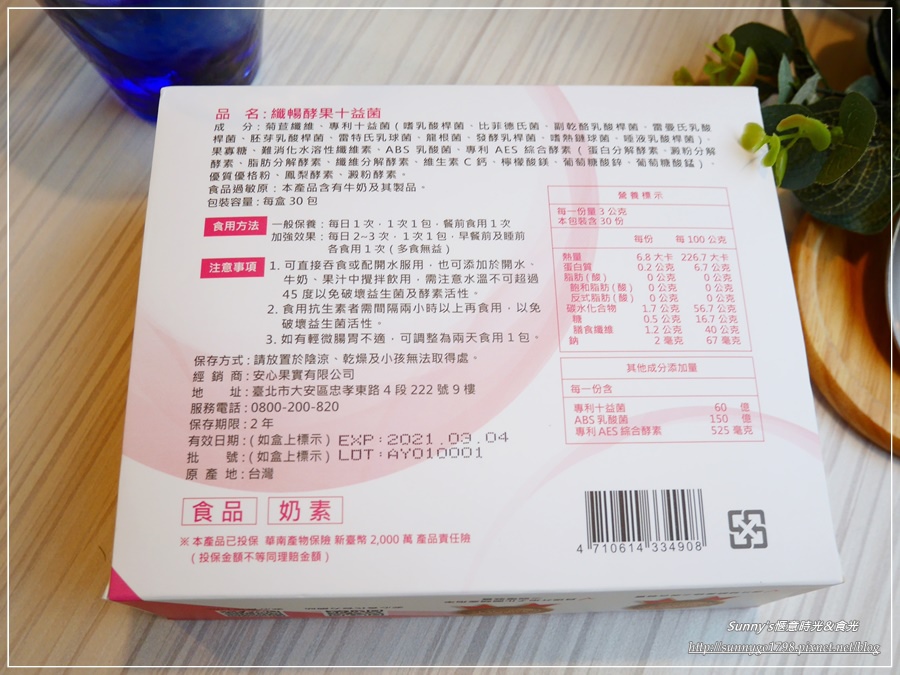 品 名:纖暢酵果十益菌
成 分:菊苣纖維、專利十益菌(嗜乳酸桿菌、比菲德氏菌、副乾酪乳酸桿菌、雷曼氏乳酸
桿菌、胚芽乳酸桿菌、雷特氏乳球菌、龍根菌、發酵乳桿菌、嗜熱鏈球菌、唾液乳酸桿菌)、
果寡糖、難消化水溶性纖維素、ABS 乳酸菌、專利 AES 綜合酵素(蛋白分解酵素、澱粉分解
酵素、脂肪分解酵素、纖維分解酵素、維生素C鈣、檸檬酸鎂、葡萄糖酸鋅、葡萄糖酸錳)、
優質優格粉、鳳梨酵素、澱粉酵素。
食品過敏原:本產品含有牛奶及其製品。
包裝容量:每盒 30 包
食用方法 一般保養:每日1次,1次1包,餐前食用1次
加強效果:每日2~3次,1次1包,早餐前及睡前
各食用1次(多食無益)
注意事項 1. 可直接吞食或配開水服用,也可添加於開水、
牛奶、果汁中攪拌飲用,需注意水溫不可超過
45 度以免破壞益生菌及酵素活性。
2. 食用抗生素者需間隔兩小時以上再食用,以免
破壞益生菌活性。
3. 如有輕微腸胃不適,可調整為兩天食用1包。
保存方式:請放置於陰涼、乾燥及小孩無法取得處。
經 銷 商:安心果實有限公司
地 址:臺北市大安區忠孝東路4段222號9樓
服務電話:0800-200-820
保存期限:2 年
有效日期:(如盒上標示) EXP:2021.03.04
批 號:(如盒上標示) LOT:AY010001
原 產 地:台灣
食品 奶素
※本產品已投保 華南產物保險 新臺幣 2,000 萬 產品責任險
(投保金額不等同理賠金額)
營養標示
每一份量 3 公克
本包裝含 30 份
每份 每 100 公克
熱量 6.8 大卡 226.7 大卡
蛋白質 0.2 公克 6.7 公克
脂肪(酸) 0 公克 0 公克
飽和脂肪(酸) 0 公克 0 公克
反式脂肪(酸) 0 公克 0 公克
碳水化合物 1.7 公克 56.7 公克
糖 0.5 公克 16.7 公克
膳食纖維 1.2 公克 40 公克
鈉 2 毫克 67 毫克
其他成分添加量
每一份含
專利十益菌 60 億
ABS 乳酸菌 150 億
專利 AES 綜合酵素 525 毫克
4 710614 334908
Sunny's愜意時光&食光
http://sunnygo1798.pixnet.net/blog